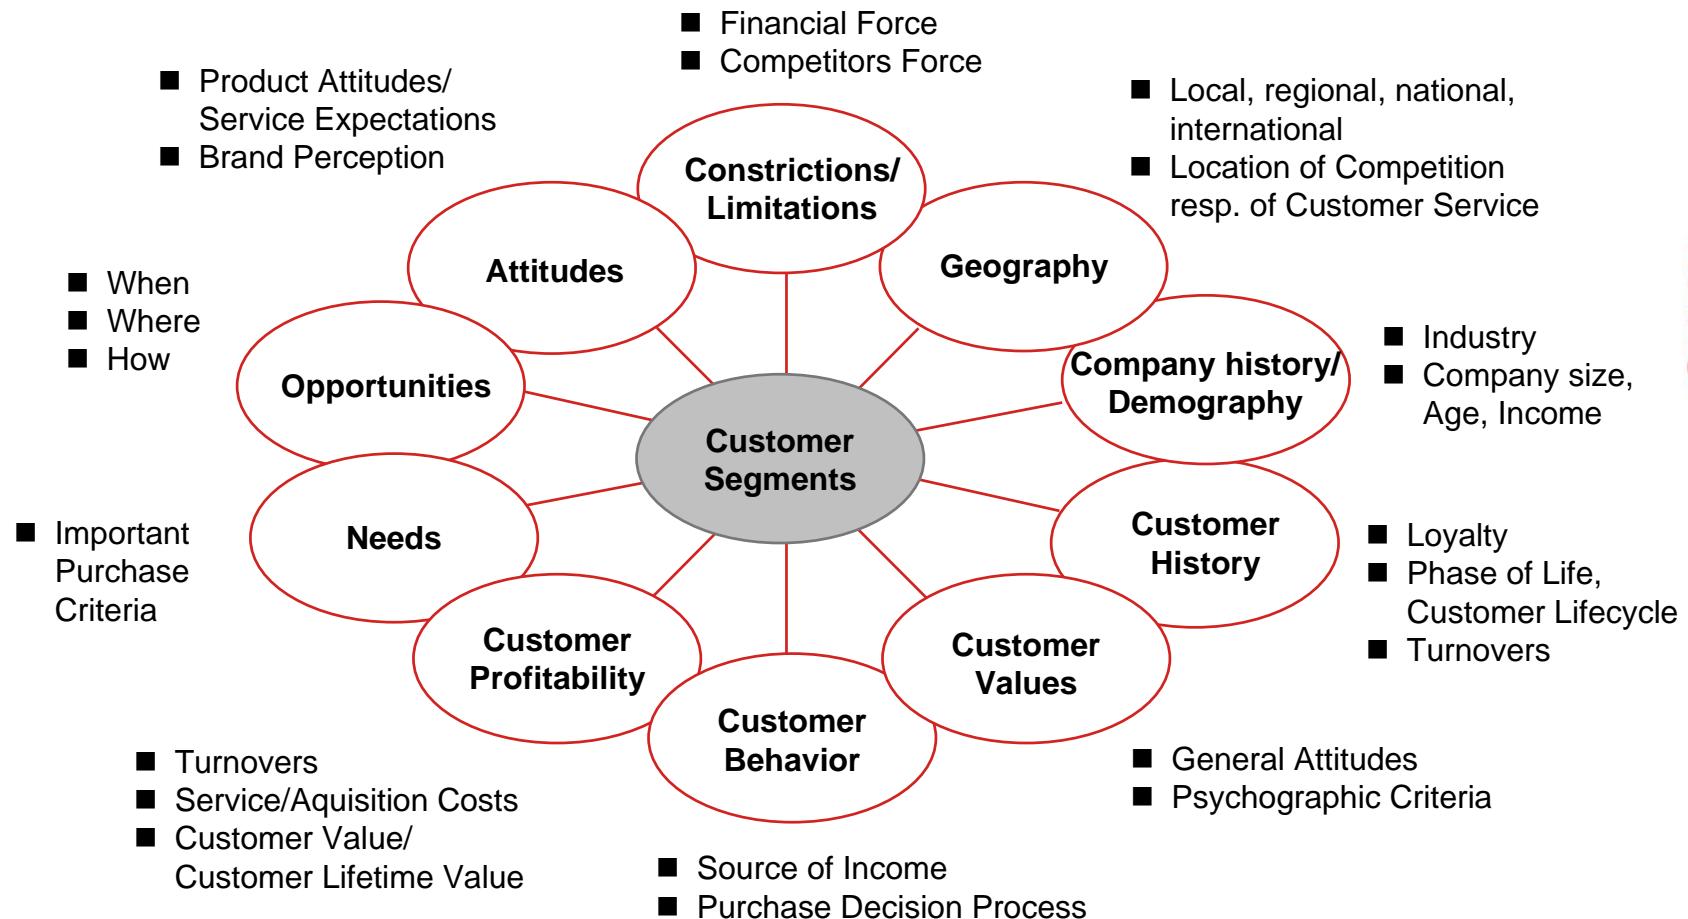 ■ Financial Force
■ Competitors Force
■ Product Attitudes/
Service Expectations
■ Brand Perception
■ Local, regional, national,
international
■ Location of Competition
resp. of Customer Service
Constrictions/
Limitations
Attitudes
Geography
■ When
■ Where
■ How
■ Industry
■ Company size,
Age, Income
Opportunities
Company history/
Demography
Customer
Segments
■ Important
Purchase
Criteria
Needs
Customer
History
■ Loyalty
■ Phase of Life,
Customer Lifecycle
■ Turnovers
Customer
Profitability
Customer
Values
Customer
Behavior
■ Turnovers
■ Service/Aquisition Costs
■ Customer Value/
Customer Lifetime Value
■ General Attitudes
■ Psychographic Criteria
■ Source of Income
■ Purchase Decision Process